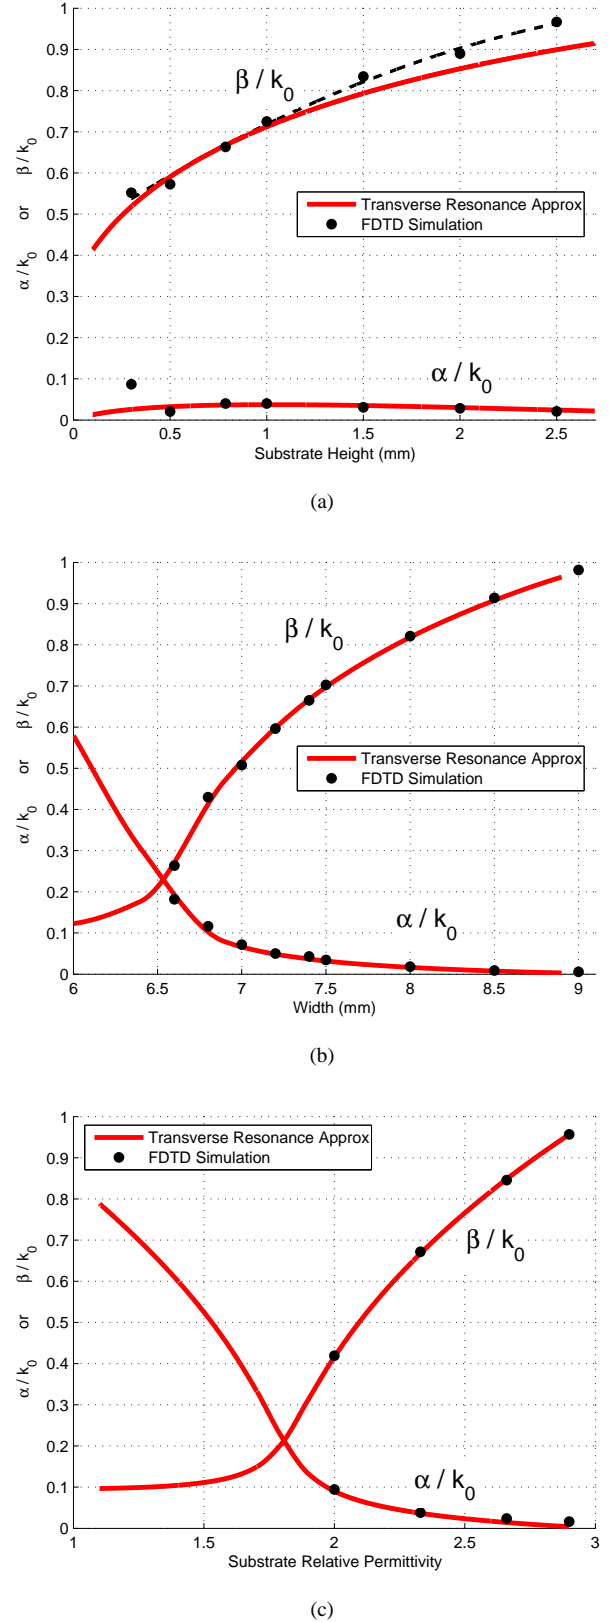 1
0.9
0.8
0.7
0.6
0.5
0.4
0.3
0.2
0.1
0
α / k0 or β / k0
β / k0
Transverse Resonance Approx
FDTD Simulation
α / k0
0 0.5 1 1.5 2 2.5
Substrate Height (mm)
(a)
1
0.9
0.8
0.7
0.6
0.5
0.4
0.3
0.2
0.1
0
α / k0 or β / k0
β / k0
Transverse Resonance Approx
FDTD Simulation
α / k0
6 6.5 7 7.5 8 8.5 9
Width (mm)
(b)
1
0.9
0.8
0.7
0.6
0.5
0.4
0.3
0.2
0.1
0
α / k0 or β / k0
Transverse Resonance Approx
FDTD Simulation
β / k0
α / k0
1 1.5 2 2.5 3
Substrate Relative Permittivity
(c)